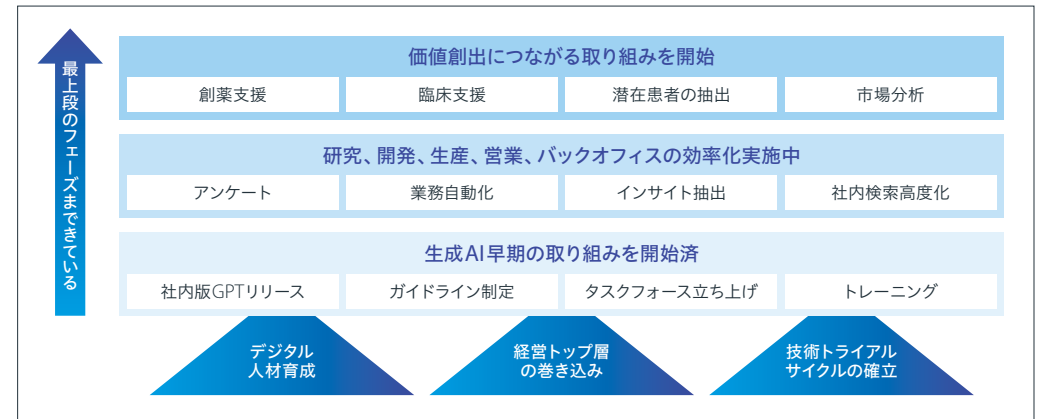 最上段のフェーズまできている
価値創出につながる取り組みを開始
創薬支援
臨床支援
潜在患者の抽出
市場分析
研究、開発、生産、営業、バックオフィスの効率化実施中
アンケート
業務自動化
インサイト抽出
社内検索高度化
生成AI早期の取り組みを開始済
社内版GPTリリース
ガイドライン制定
タスクフォース立ち上げ
トレーニング
デジタル
人材育成
経営トップ層
の巻き込み
技術トライアル
サイクルの確立